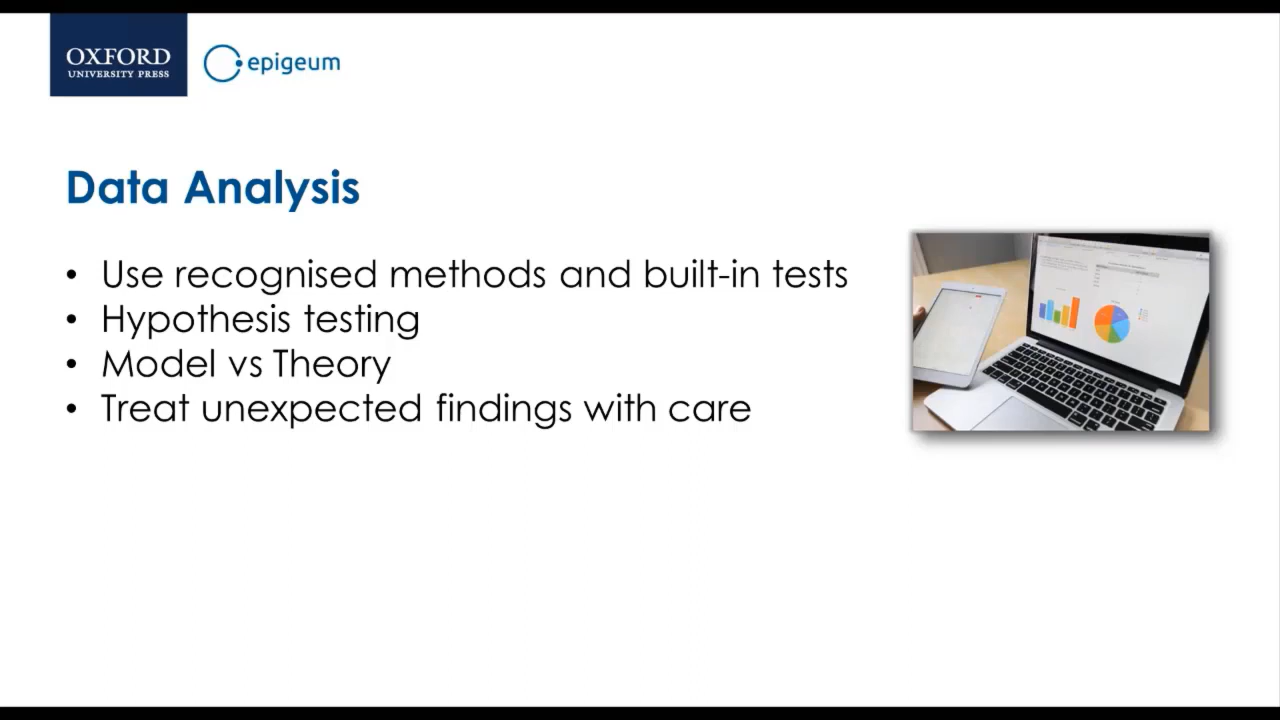 OXFORD
UNIVERSITY PRESS
epigeum
Data Analysis
• Use recognised methods and built-in tests
• Hypothesis testing
• Model vs Theory
• Treat unexpected findings with care